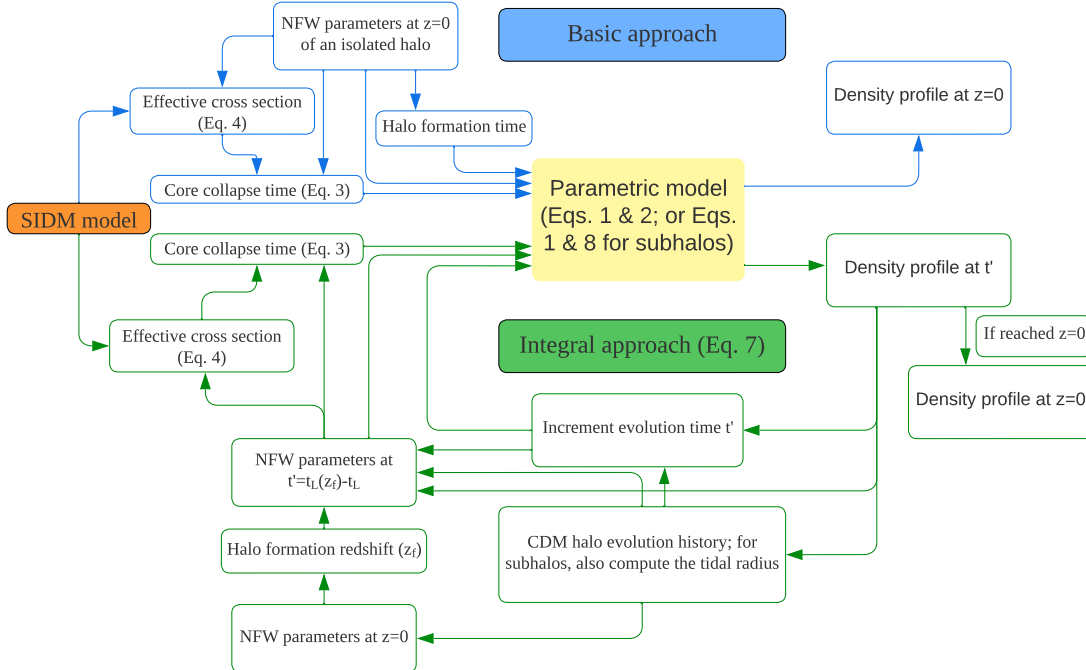 NFW parameters at z=0
of an isolated halo
Basic approach
Effective cross section
(Eq. 4)
Halo formation time
Density profile at z=0
Core collapse time (Eq. 3)
Parametric model
(Eqs. 1 & 2; or Eqs.
1 & 8 for subhalos)
SIDM model
Core collapse time (Eq. 3)
Density profile at t'
Effective cross section
(Eq. 4)
Integral approach (Eq. 7)
If reached z=0
Density profile at z=0
Increment evolution time t'
NFW parameters at
t'=t_L(z_f)-t_L
CDM halo evolution history; for
subhalos, also compute the tidal radius
Halo formation redshift (z_f)
NFW parameters at z=0